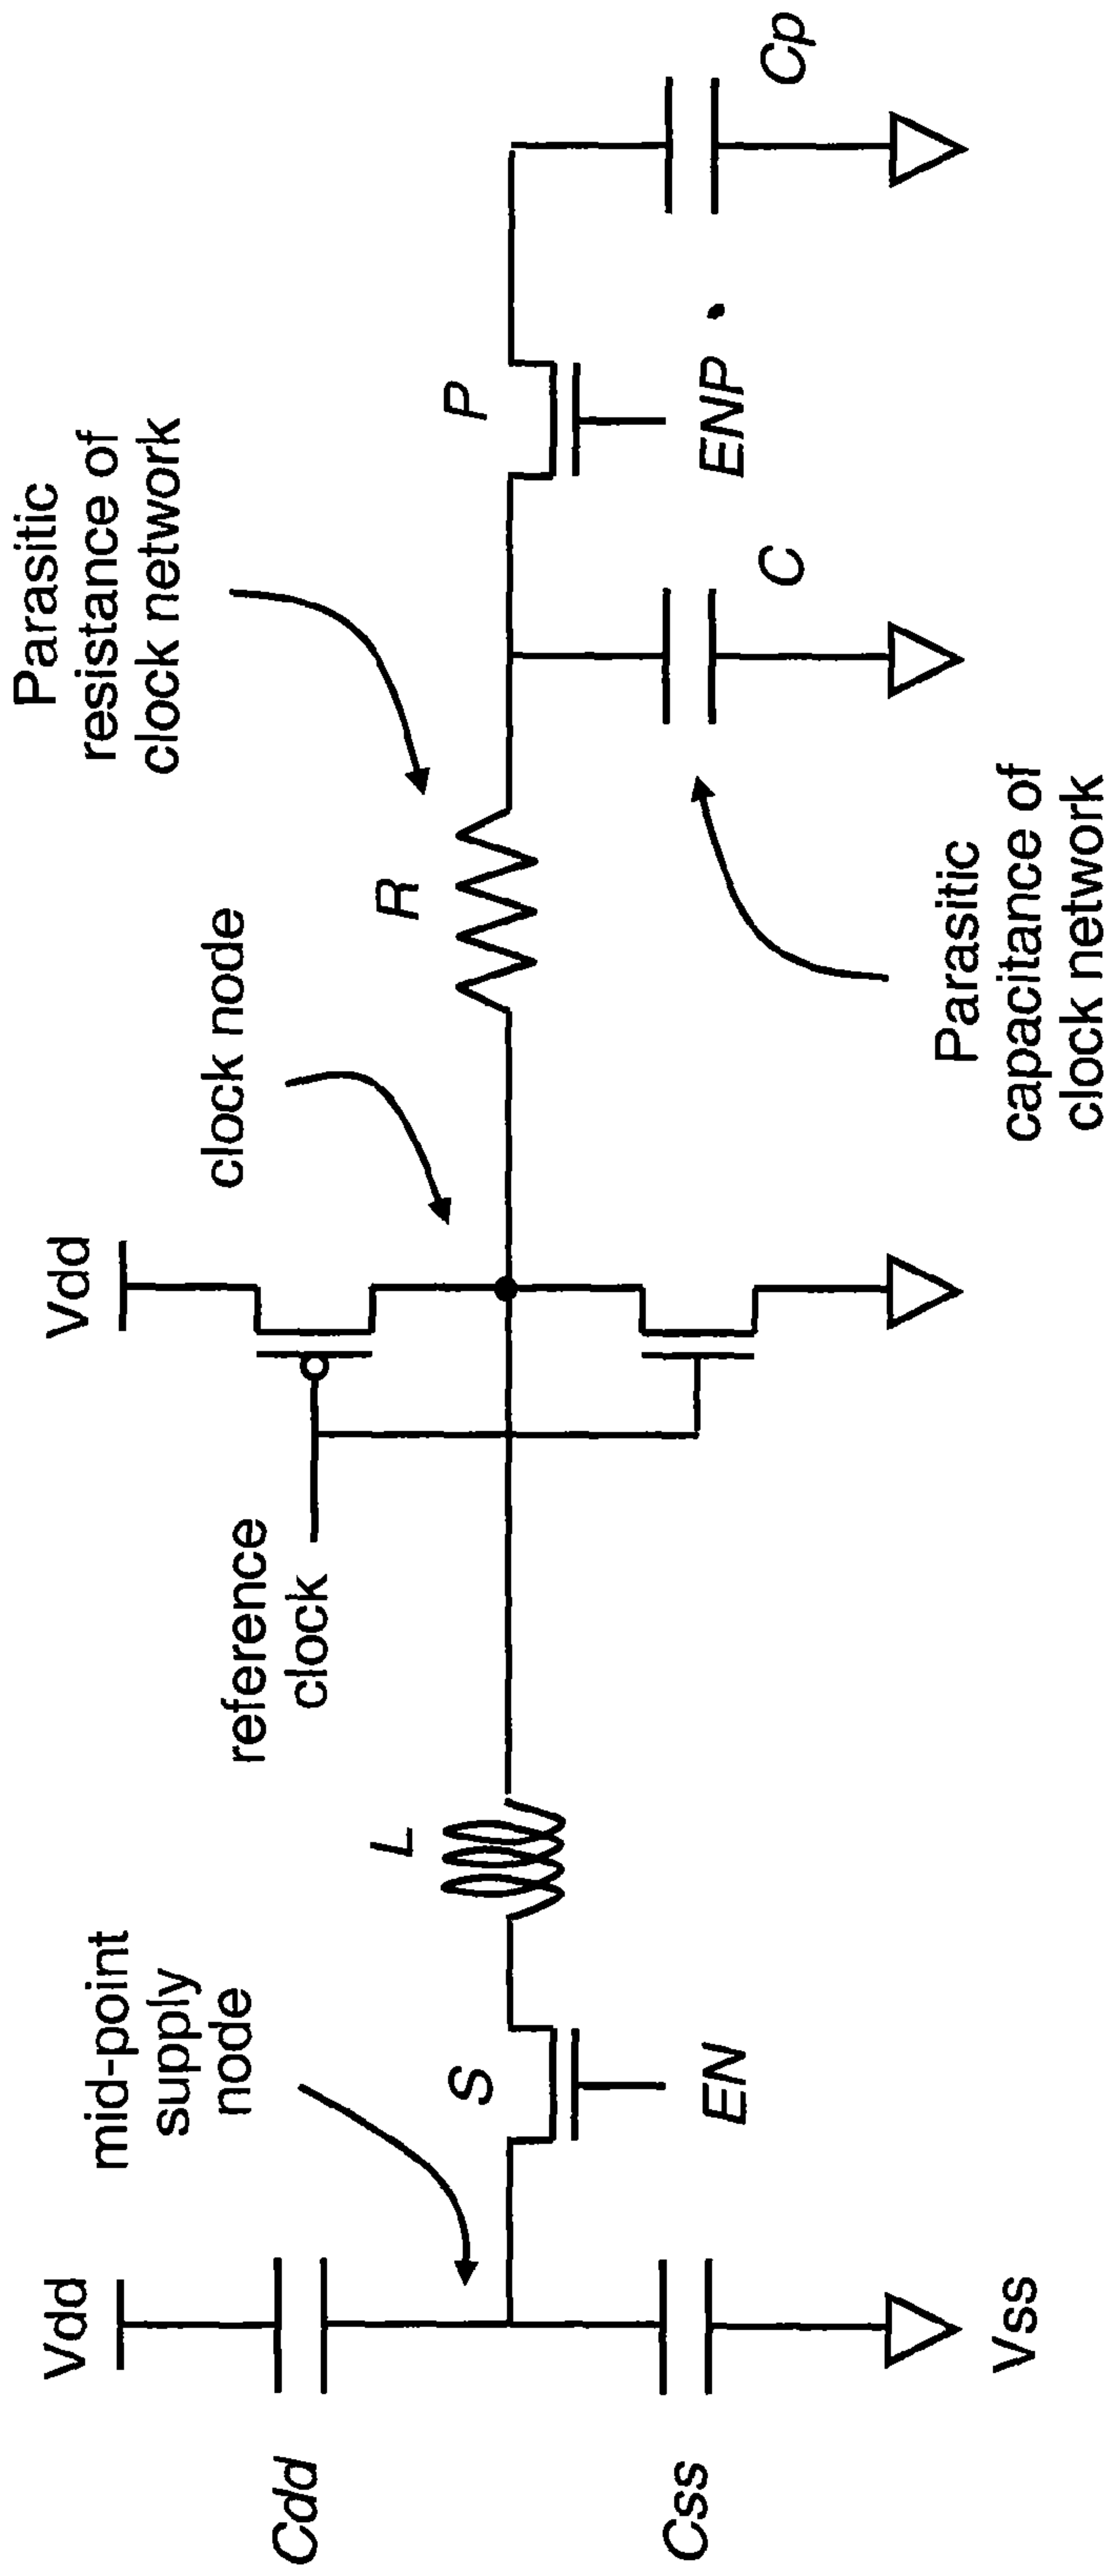 Vdd
Cdd
Css
Vss
mid-point
supply
node
S
EN
L
reference
clock
Vdd
clock node
R
Parasitic
resistance of
clock network
Parasitic
capacitance of
clock network
C
P
ENP
Cp